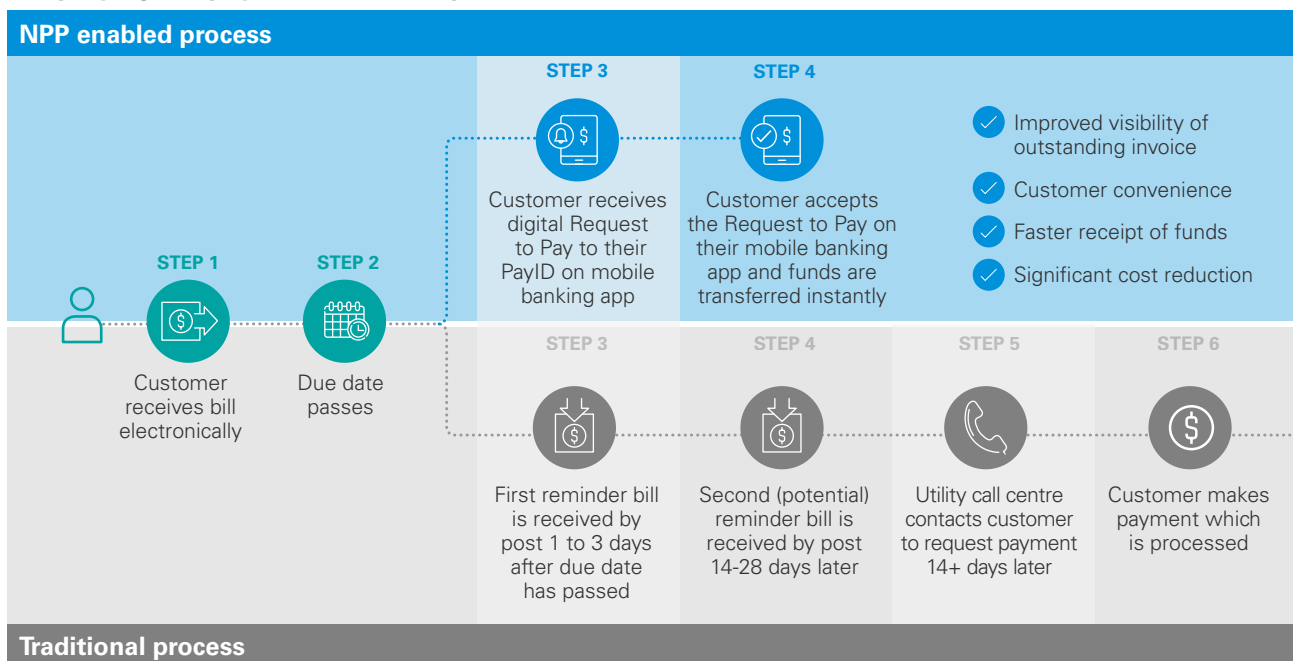 NPP enabled process
STEP 1
Customer
receives bill
electronically
STEP 2
Due date
passes
STEP 3
Customer receives
digital Request
to Pay to their
PayID on mobile
banking app
STEP 4
Customer accepts
the Request to Pay on
their mobile banking
app and funds are
transferred instantly
Improved visibility of
outstanding invoice
Customer convenience
Faster receipt of funds
Significant cost reduction
STEP 3
First reminder bill
is received by
post 1 to 3 days
after due date
has passed
STEP 4
Second (potential)
reminder bill is
received by post
14-28 days later
STEP 5
Utility call centre
contacts customer
to request payment
14+ days later
STEP 6
Customer makes
payment which
is processed
Traditional process